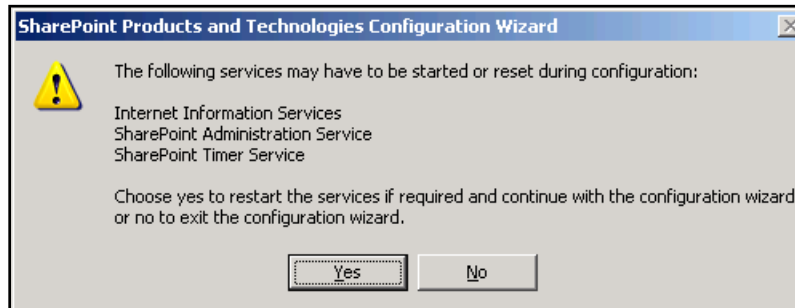 SharePoint Products and Technologies Configuration Wizard
The following services may have to be started or reset during configuration:
Internet Information Services
SharePoint Administration Service
SharePoint Timer Service
Choose yes to restart the services if required and continue with the configuration wizard
or no to exit the configuration wizard.
Yes
No